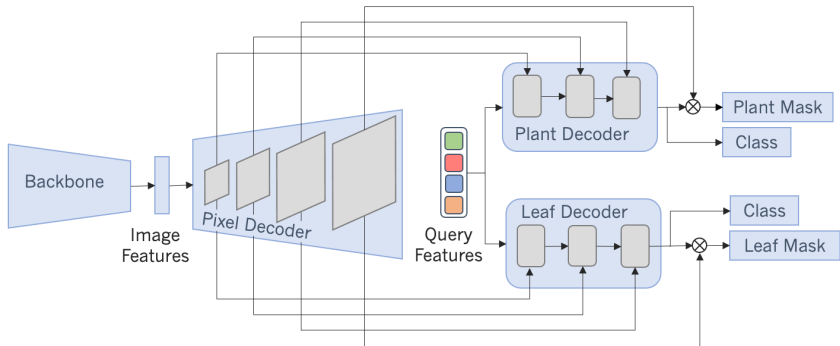 Backbone
Image
Features
Pixel Decoder
Query
Features
Plant Decoder
Plant Mask
Class
Leaf Decoder
Class
Leaf Mask